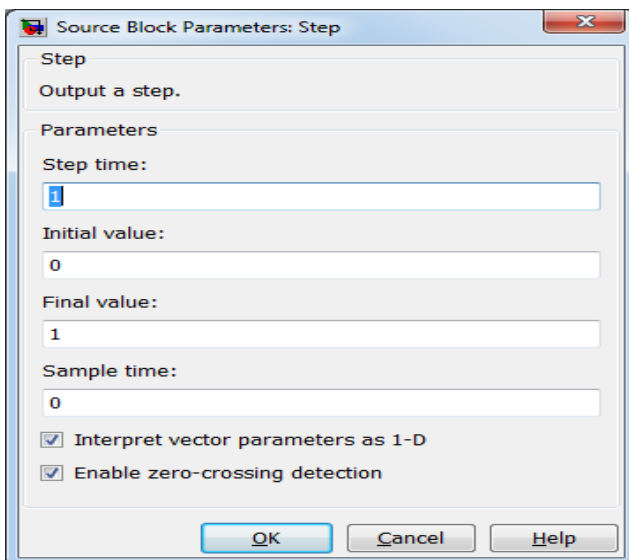 Source Block Parameters: Step
Step
Output a step.
Parameters
Step time:
1
Initial value:
0
Final value:
1
Sample time:
0
Interpret vector parameters as 1-D
Enable zero-crossing detection
OK Cancel Help